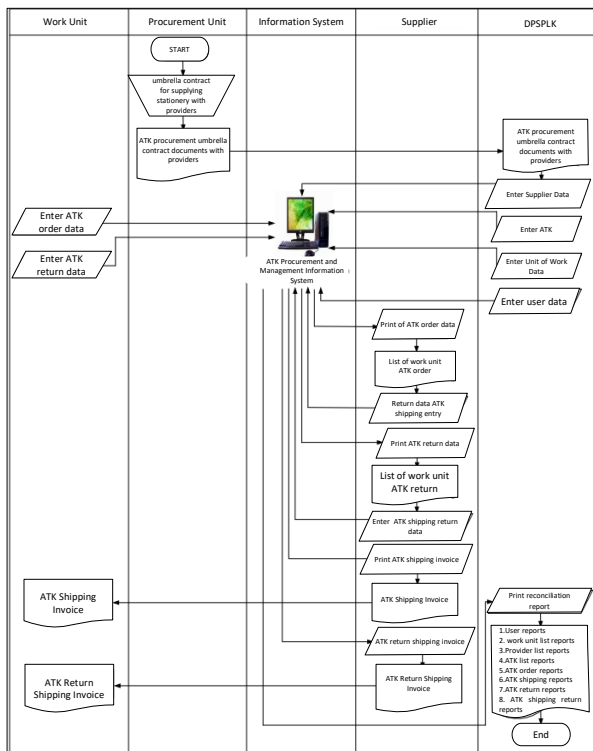 Work Unit
Procurement Unit
Information System
Supplier
DPSPLK
START
umbrella contract
for supplying
stationery with
providers
ATK procurement umbrella
contract documents with
providers
ATK
procurement
umbrella
contract
documents with
providers
Enter Supplier Data
Enter ATK
order data
Enter ATK
Enter ATK
return data
ATK Procurement and
Management Information
System
Enter Unit of Work
Data
Enter user data
Print of ATK order data
List of work unit
ATK order
Return data ATK
shipping entry
Print ATK return data
List of work unit
ATK return
Enter ATK shipping return
data
Print ATK shipping invoice
ATK Shipping
Invoice
ATK Shipping Invoice
Print reconciliation
report
ATK return shipping invoice
1.User reports
2. work unit list reports
3.Provider list reports
4.ATK list reports
5.ATK order reports
6.ATK shipping reports
7.ATK return reports
8. ATK shipping return
reports
ATK Return
Shipping Invoice
ATK Return Shipping
Invoice
End